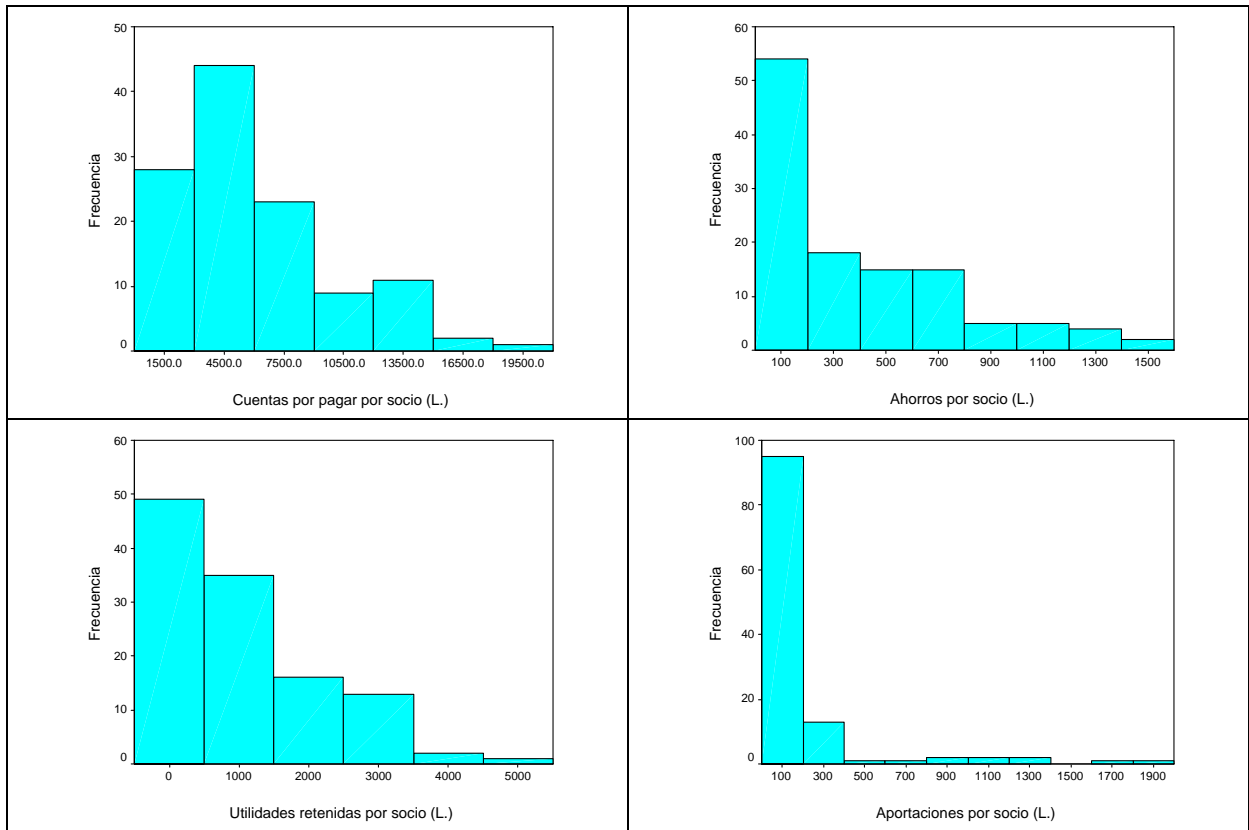 50
40
30
20
10
0
Frecuencia
1500.0 4500.0 7500.0 10500.0 13500.0 16500.0 19500.0
Cuentas por pagar por socio (L.)
60
50
40
30
20
10
0
Frecuencia
100 300 500 700 900 1100 1300 1500
Ahorros por socio (L.)
60
50
40
30
20
10
0
Frecuencia
0 1000 2000 3000 4000 5000
Utilidades retenidas por socio (L.)
100
80
60
40
20
0
Frecuencia
100 300 500 700 900 1100 1300 1500 1700 1900
Aportaciones por socio (L.)